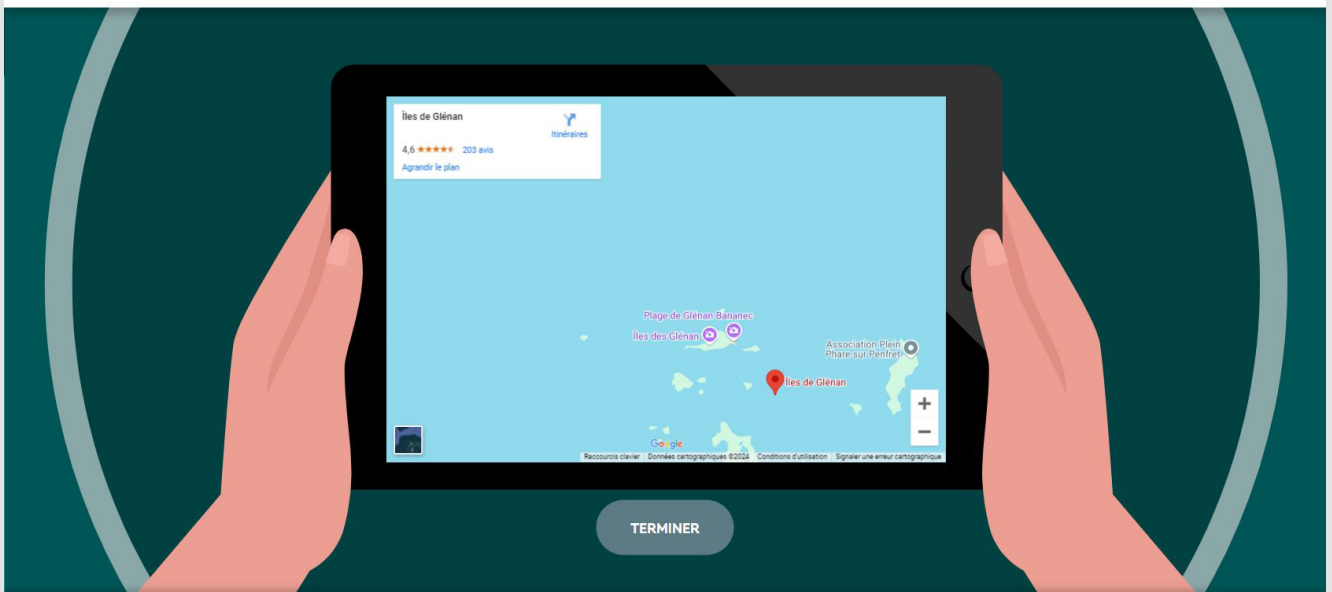 Îles de Glénan
Itinéraires
4,6
203 avis
Agrandir le plan
Plage de Glénan Bananec
Îles des Glénan
Association Plein
Phare sur Penfret
Îles de Glénan
+
−
Google
Raccourcis clavier
Données cartographiques ©2024
Conditions d'utilisation
Signaler une erreur cartographique
TERMINER